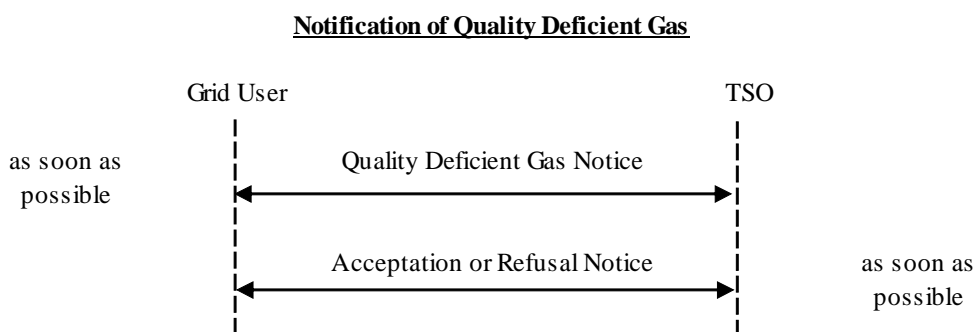 Notification of Quality Deficient Gas
Grid User
TSO
as soon as
possible
Quality Deficient Gas Notice
Acceptation or Refusal Notice
as soon as
possible